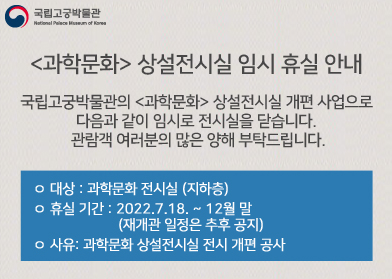 국립고궁박물관
National Palace Museum of Korea
<과학문화> 상설전시실 임시 휴실 안내
국립고궁박물관의 <과학문화> 상설전시실 개편 사업으로
다음과 같이 임시로 전시실을 닫습니다.
관람객 여러분의 많은 양해 부탁드립니다.
ㅇ 대상 : 과학문화 전시실 (지하층)
ㅇ 휴실 기간 : 2022.7.18. ~ 12월 말
(재개관 일정은 추후 공지)
ㅇ 사유: 과학문화 상설전시실 전시 개편 공사